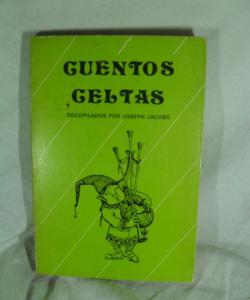 CUENTOS
CELTAS
RECOPILADOS POR JOSEPH JACOBS